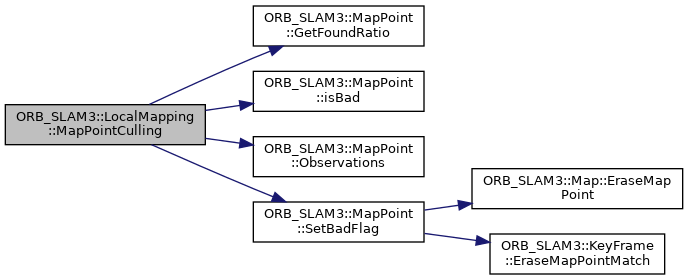 ORB_SLAM3::MapPoint
::GetFoundRatio
ORB_SLAM3::MapPoint
::isBad
ORB_SLAM3::LocalMapping
::MapPointCulling
ORB_SLAM3::MapPoint
::Observations
ORB_SLAM3::Map::EraseMap
Point
ORB_SLAM3::MapPoint
::SetBadFlag
ORB_SLAM3::KeyFrame
::EraseMapPointMatch